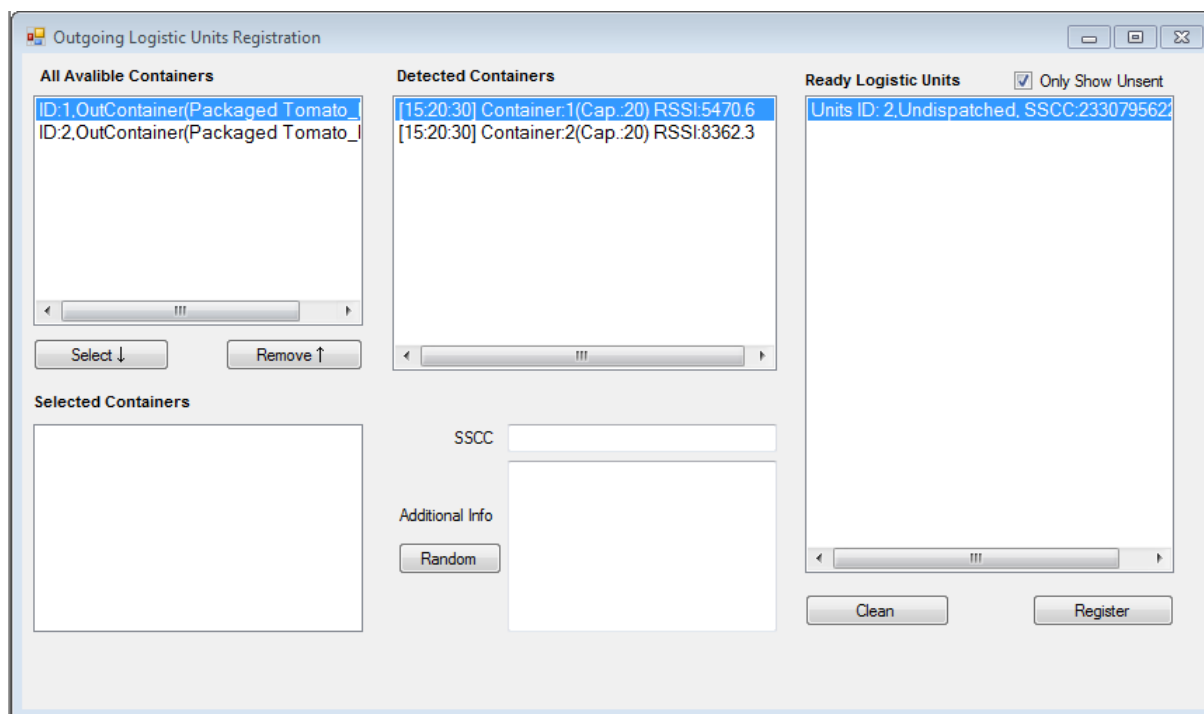 Outgoing Logistic Units Registration
All Avalible Containers
ID:1,OutContainer(Packaged Tomato_
ID:2,OutContainer(Packaged Tomato_
Select ↓
Remove ↑
Selected Containers
Detected Containers
[15:20:30] Container:1(Cap.:20) RSSI:5470.6
[15:20:30] Container:2(Cap.:20) RSSI:8362.3
SSCC
Additional Info
Random
Ready Logistic Units
Only Show Unsent
Units ID: 2,Undispatched, SSCC:233079562
Clean
Register